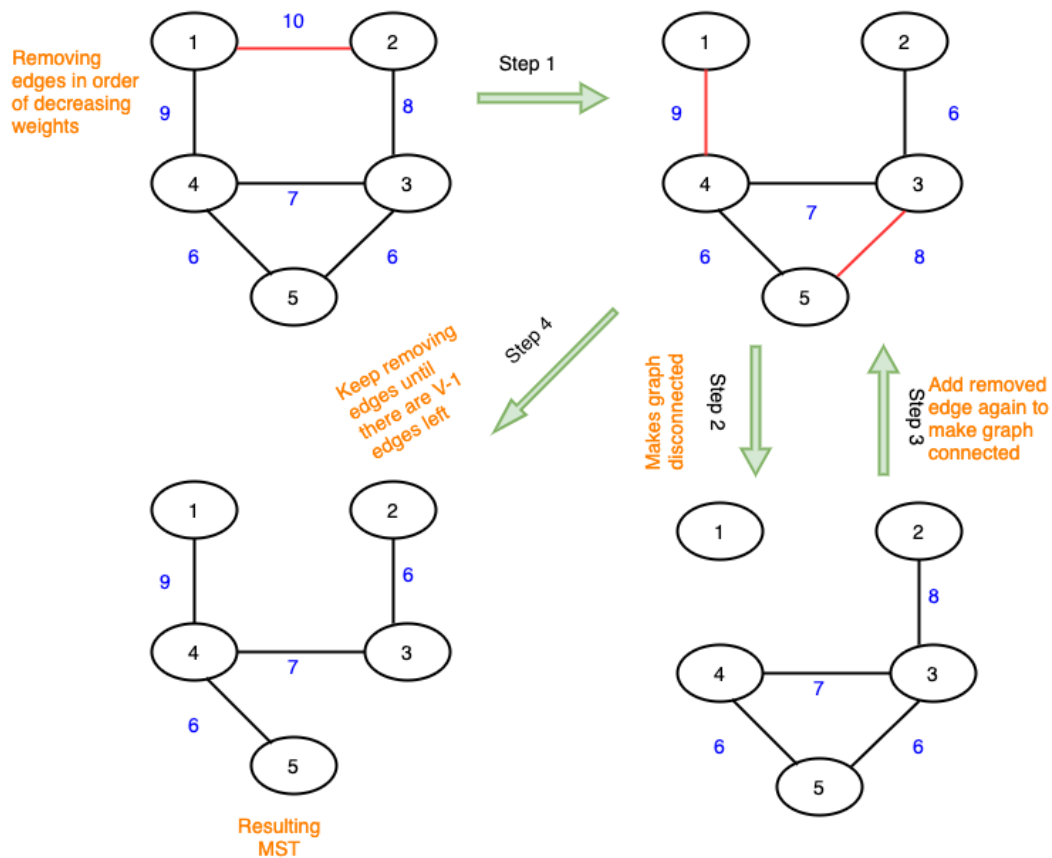 10
1
2
Removing
edges in order
of decreasing
weights
9
8
4
3
7
6
6
5
Step 1
1
2
9
6
4
3
7
6
8
5
Step 4
Keep removing
edges until
there are V-1
edges left
Makes graph
disconnected
Step 2
Step 3
Add removed
edge again to
make graph
connected
1
2
9
6
4
3
7
6
5
Resulting
MST
1
2
8
4
3
7
6
6
5